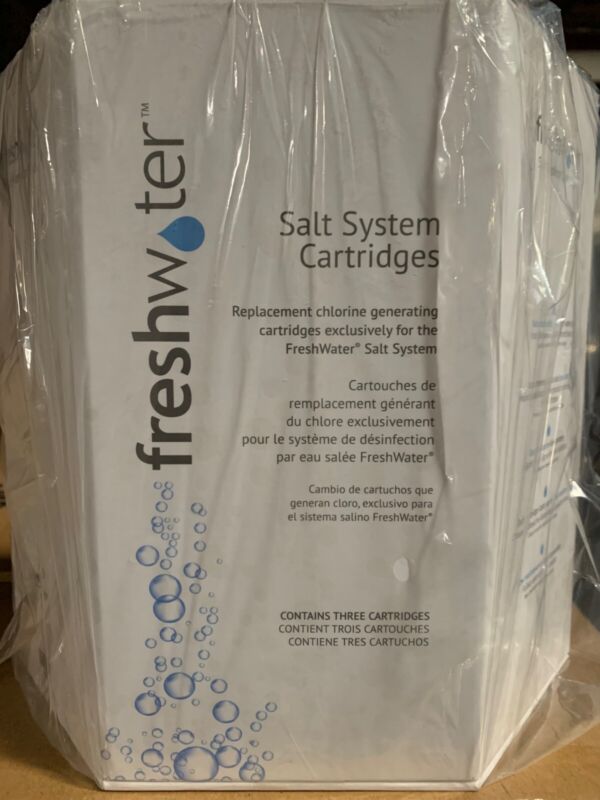 freshwater™
Salt System
Cartridges
Replacement chlorine generating
cartridges exclusively for the
FreshWater® Salt System
Cartouches de
remplacement générant
du chlore exclusivement
pour le système de désinfection
par eau salée FreshWater®
Cambio de cartuchos que
generan cloro, exclusivo para
el sistema salino FreshWater®
CONTAINS THREE CARTRIDGES
CONTIENT TROIS CARTOUCHES
CONTIENE TRES CARTUCHOS